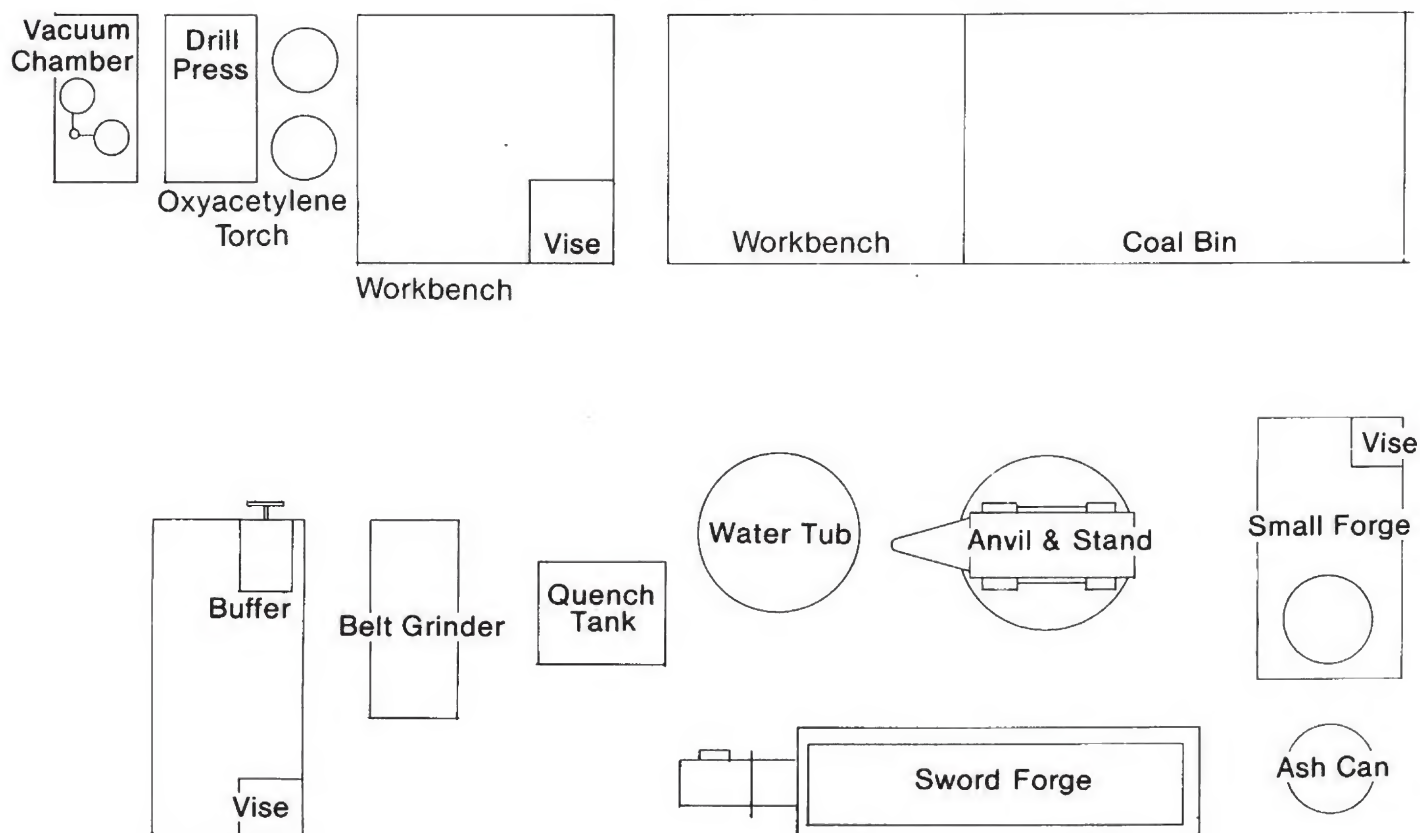 Vacuum
Chamber
Drill
Press
Oxyacetylene
Torch
Vise
Workbench
Workbench
Coal Bin
Vise
Small Forge
Water Tub
Anvil & Stand
Quench
Tank
Buffer
Belt Grinder
Vise
Sword Forge
Ash Can